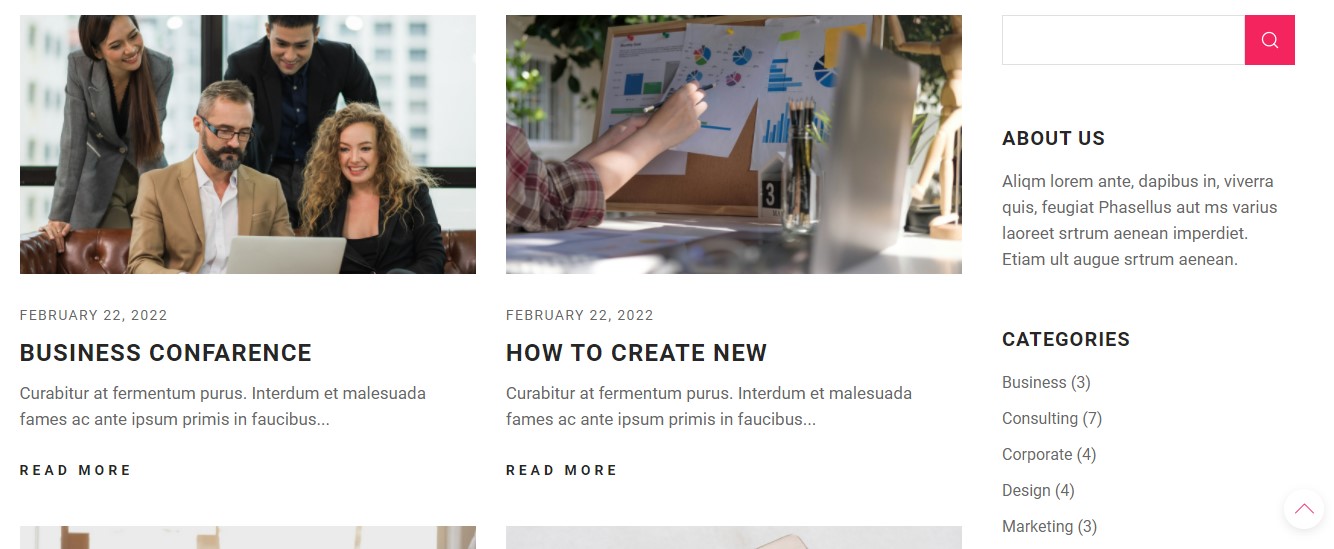 FEBRUARY 22, 2022
BUSINESS CONFARENCE
Curabitur at fermentum purus. Interdum et malesuada
fames ac ante ipsum primis in faucibus...
READ MORE
3
FEBRUARY 22, 2022
HOW TO CREATE NEW
Curabitur at fermentum purus. Interdum et malesuada
fames ac ante ipsum primis in faucibus...
READ MORE
ABOUT US
Aliqm lorem ante, dapibus in, viverra
quis, feugiat Phasellus aut ms varius
laoreet srtrum aenean imperdiet.
Etiam ult augue srtrum aenean.
CATEGORIES
Business (3)
Consulting (7)
Corporate (4)
Design (4)
Marketing (3)